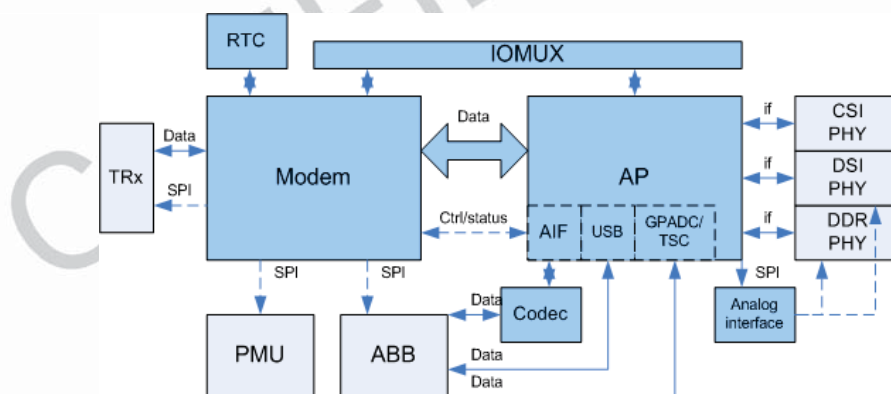 RTC
IOMUX
Data
if
CSI
PHY
Data
TRx
SPI
Modem
AP
if
DSI
PHY
Ctrl/status
AIF
USB
GPADC/
TSC
if
DDR
PHY
SPI
SPI
SPI
PMU
ABB
Data
Codec
Analog
interface
Data
Data